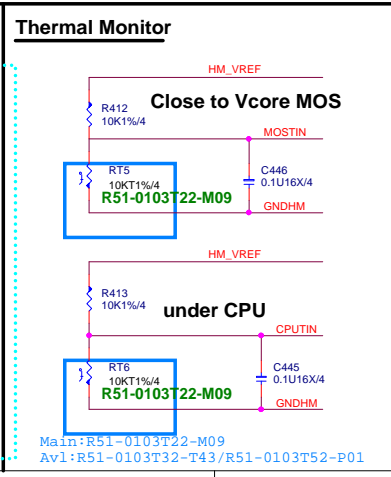 Thermal Monitor
HM_VREF
R412
10K1%/4
Close to Vcore MOS
MOSTIN
RT5
10KT1%/4
R51-0103T22-M09
C446
0.1U16X/4
GNDHM
HM_VREF
R413
10K1%/4
under CPU
CPUTIN
RT6
10KT1%/4
R51-0103T22-M09
C445
0.1U16X/4
GNDHM
Main:R51-0103T22-M09
Avl:R51-0103T32-T43/R51-0103T52-P01